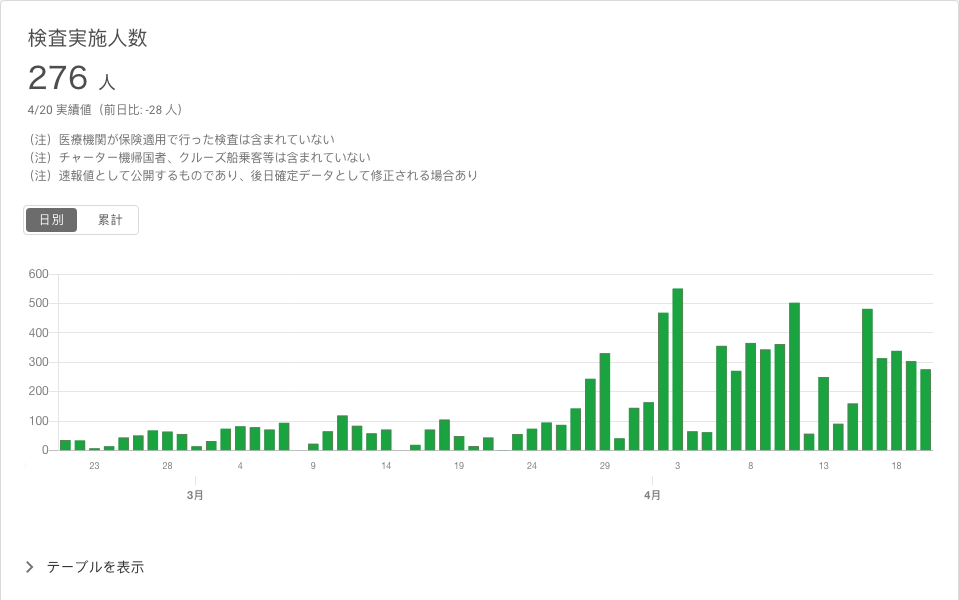 検査実施人数
276 人
4/20 実績値（前日比: -28 人）
（注）医療機関が保険適用で行った検査は含まれていない
（注）チャーター機帰国者、クルーズ船乗客等は含まれていない
（注）速報値として公開するものであり、後日確定データとして修正される場合あり
日別 累計
600
500
400
300
200
100
0
23 28 4 9 14 19 24 29 3 8 13 18
3月 4月
テーブルを表示